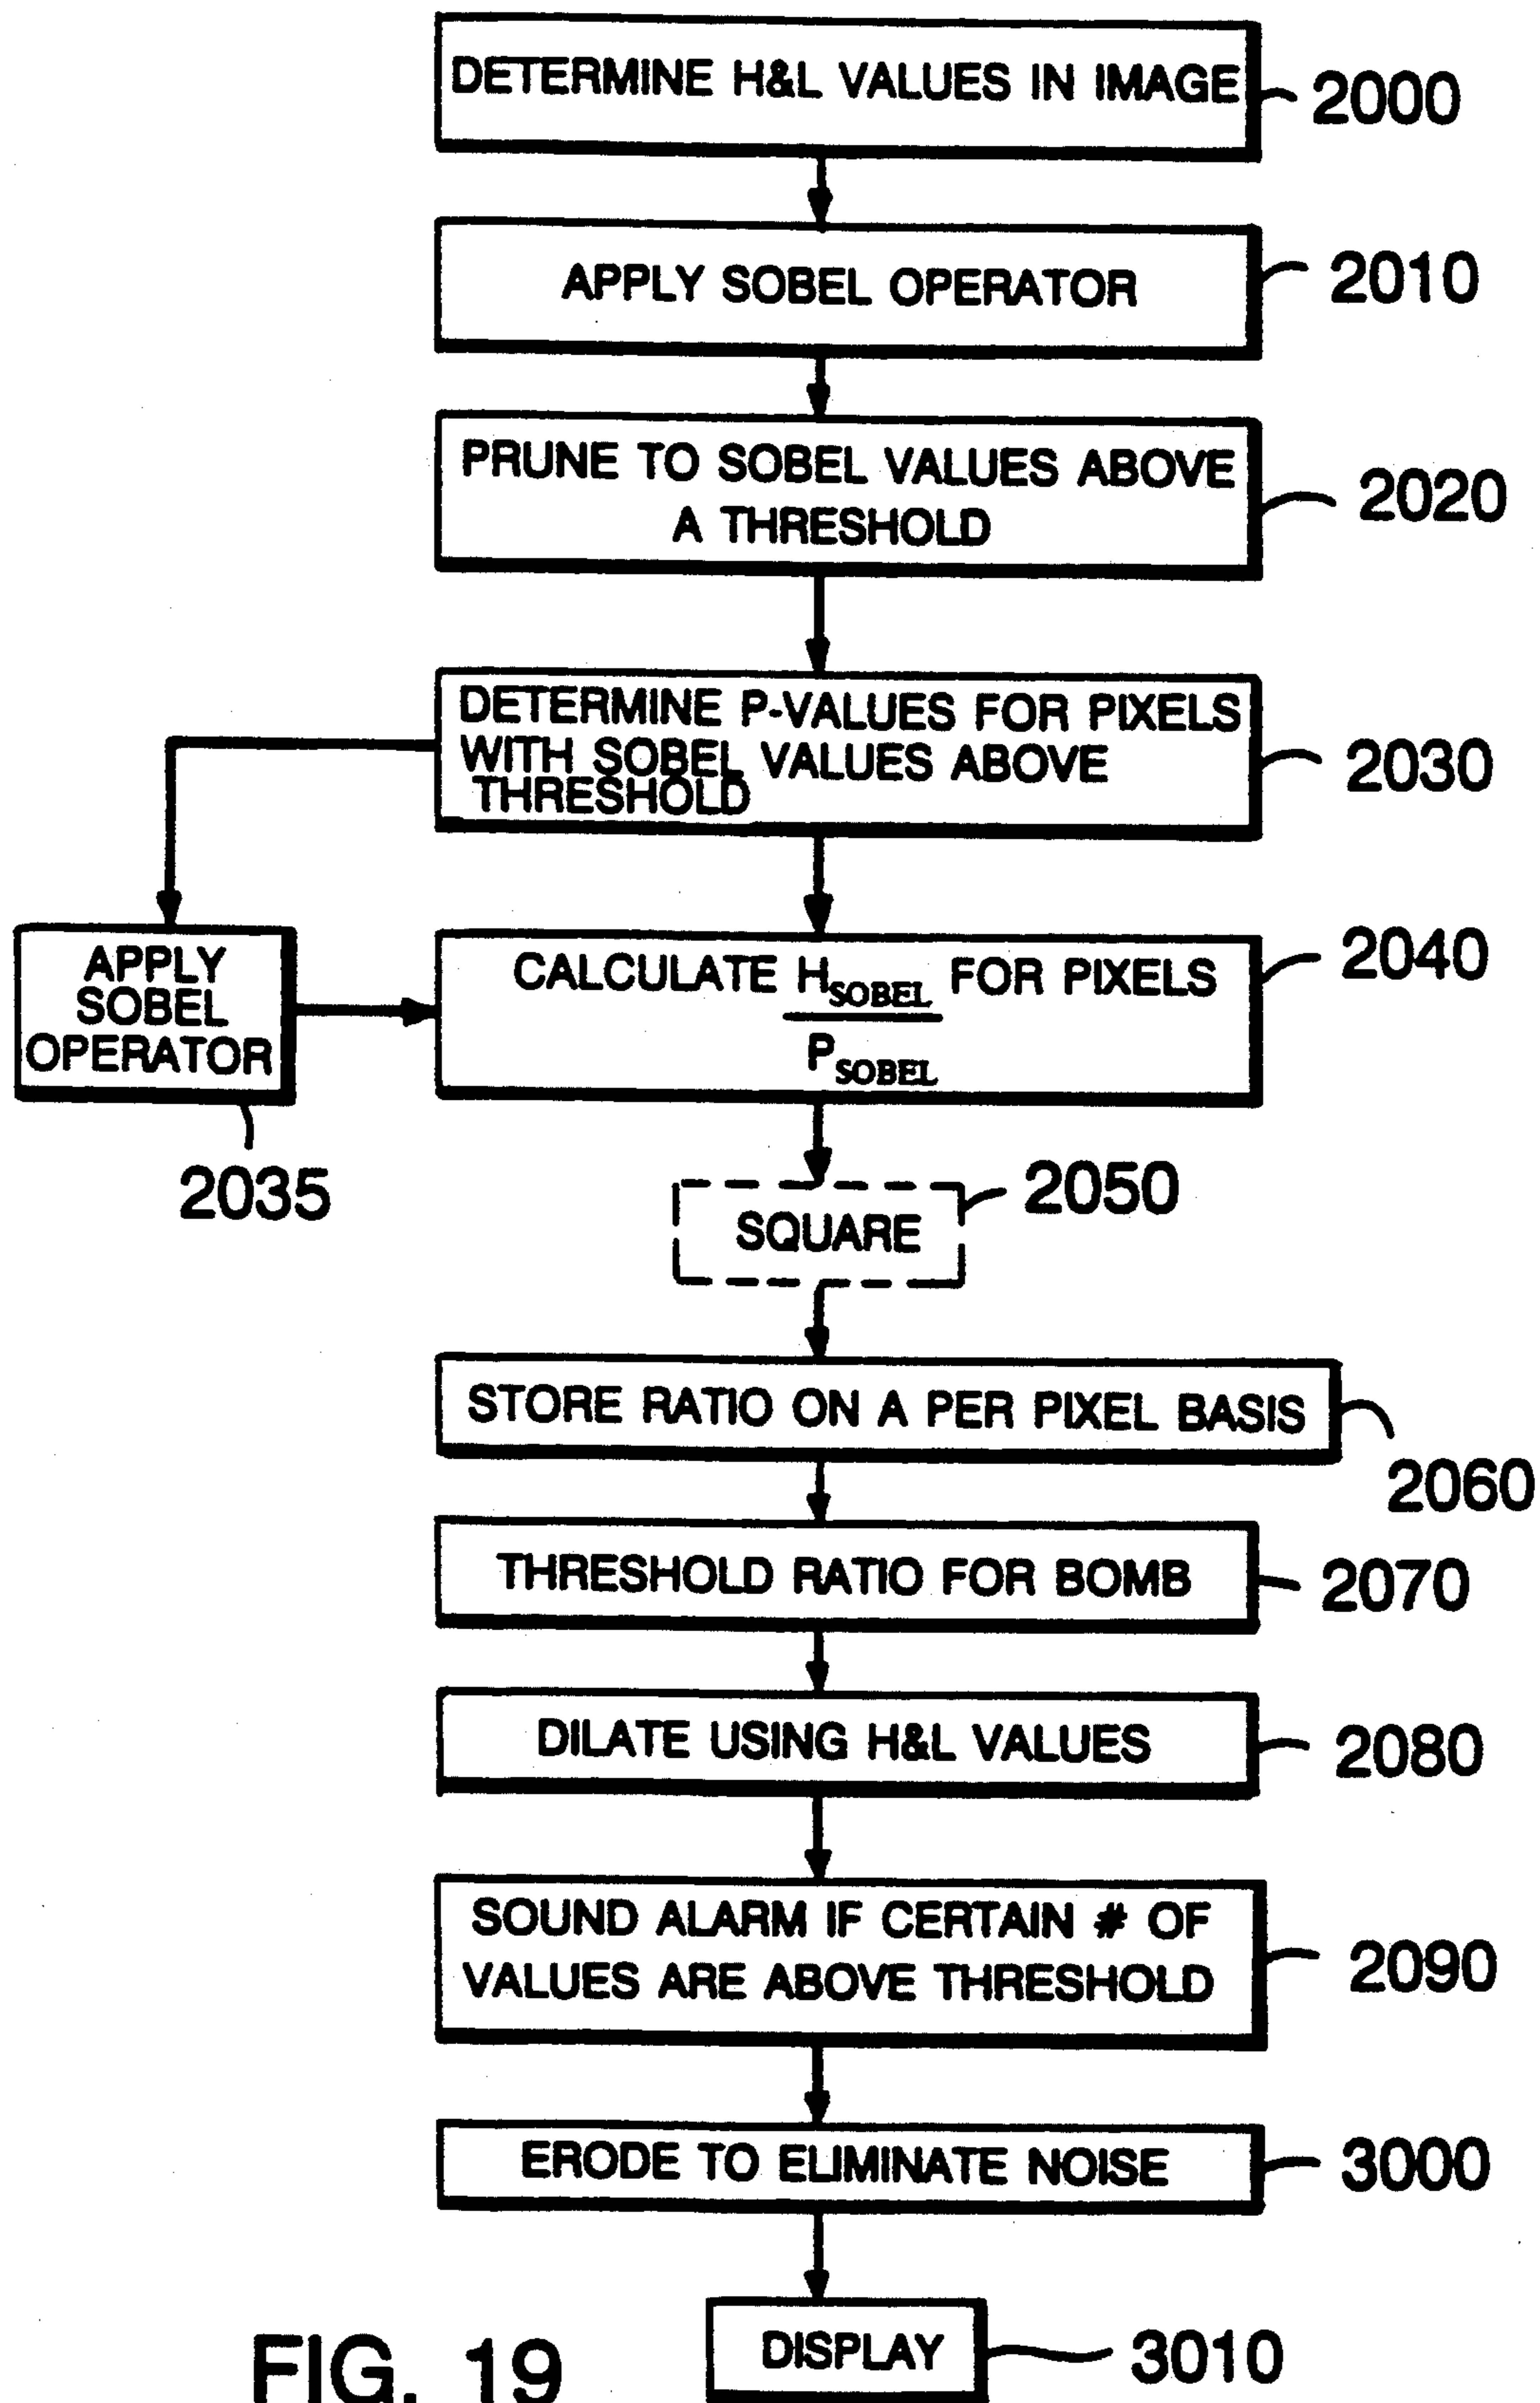 DETERMINE H&L VALUES IN IMAGE
2000
APPLY SOBEL OPERATOR
2010
PRUNE TO SOBEL VALUES ABOVE
A THRESHOLD
2020
DETERMINE P-VALUES FOR PIXELS
WITH SOBEL VALUES ABOVE
THRESHOLD
2030
APPLY
SOBEL
OPERATOR
2035
CALCULATE H SOBEL FOR PIXELS
P SOBEL
2040
SQUARE
2050
STORE RATIO ON A PER PIXEL BASIS
2060
THRESHOLD RATIO FOR BOMB
2070
DILATE USING H&L VALUES
2080
SOUND ALARM IF CERTAIN # OF
VALUES ARE ABOVE THRESHOLD
2090
ERODE TO ELIMINATE NOISE
3000
DISPLAY
3010
FIG. 19